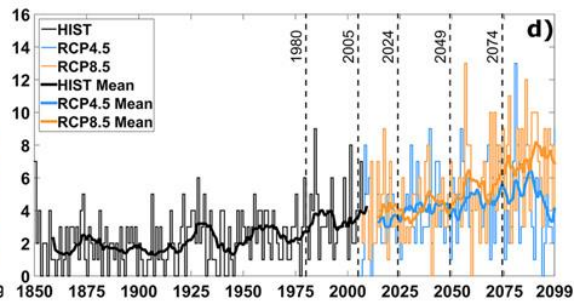 16
14
12
10
8
6
4
2
0
HIST
RCP4.5
RCP8.5
HIST Mean
RCP4.5 Mean
RCP8.5 Mean
1980
2005
2024
2049
2074
d)
9 1850 1875 1900 1925 1950 1975 2000 2025 2050 2075 2099